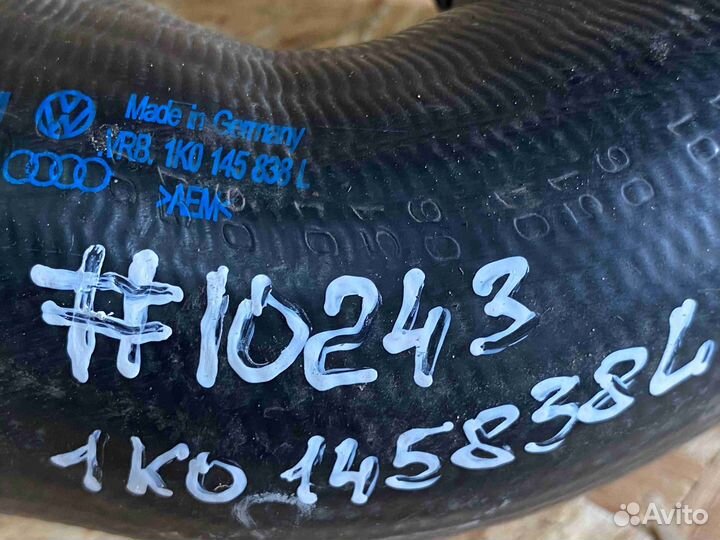 Made in Germany
VRB. 1K0 145 838 L
>AEM<
#10243
1K0 145838L
Avito